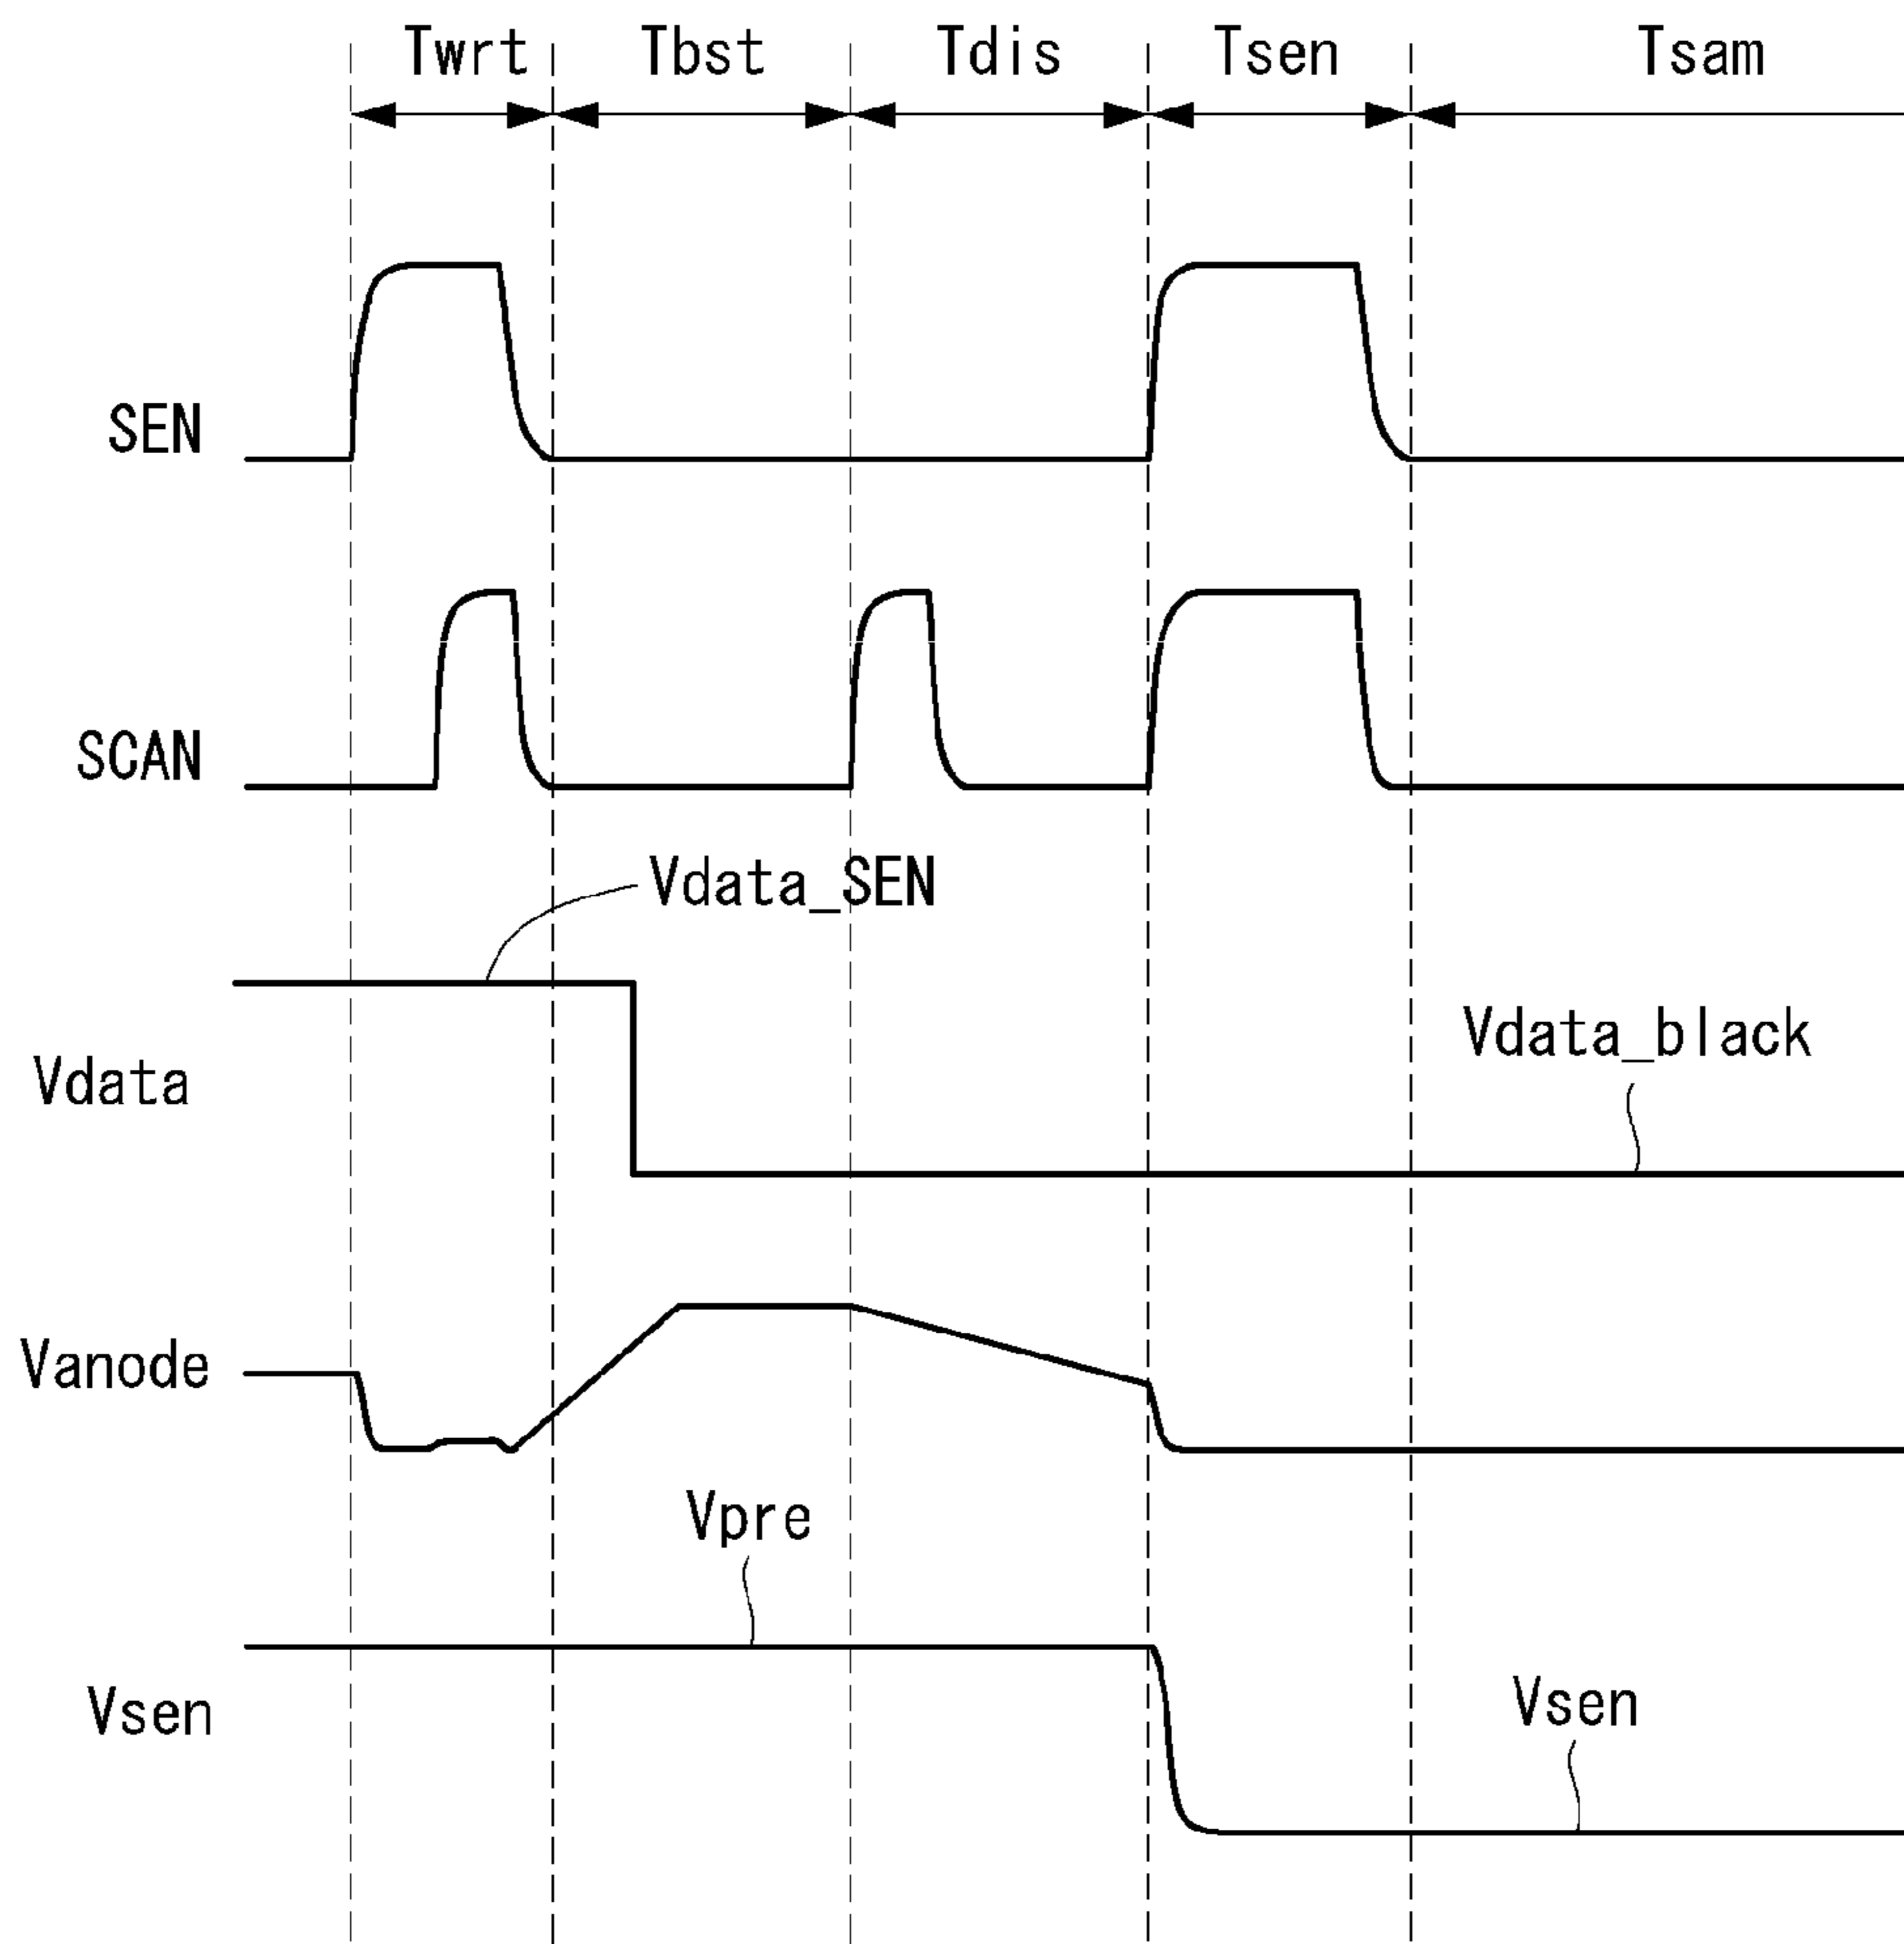 Twrt Tbst Tdis Tsen Tsam
SEN
SCAN
Vdata_SEN
Vdata_black
Vdata
Vanode
Vpre
Vsen
Vsen